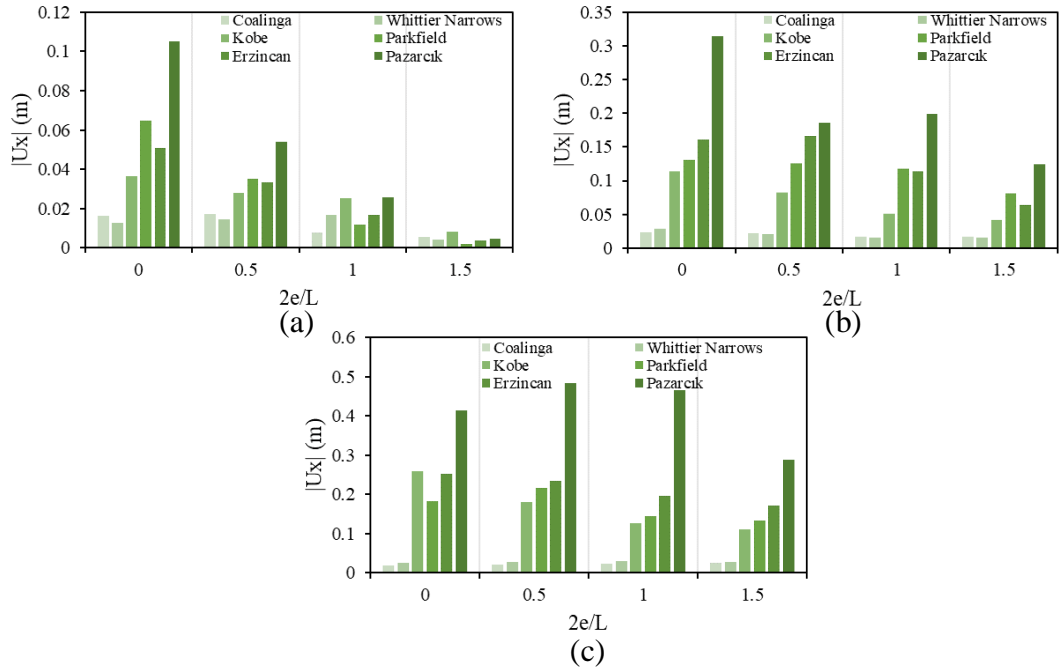 0.12
0.1
0.08
0.06
0.04
0.02
0
|Ux| (m)
Coalinga Whittier Narrows
Kobe Parkfield
Erzincan Pazarcık
0 0.5 1 1.5
2e/L
(a)
0.35
0.3
0.25
0.2
0.15
0.1
0.05
0
|Ux| (m)
Coalinga Whittier Narrows
Kobe Parkfield
Erzincan Pazarcık
0 0.5 1 1.5
2e/L
(b)
0.6
0.5
0.4
0.3
0.2
0.1
0
|Ux| (m)
Coalinga Whittier Narrows
Kobe Parkfield
Erzincan Pazarcık
0 0.5 1 1.5
2e/L
(c)